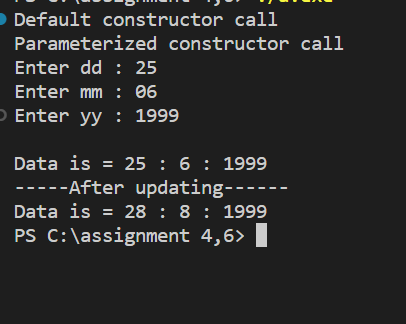 Default constructor call
Parameterized constructor call
Enter dd : 25
Enter mm : 06
Enter yy : 1999
Data is = 25 : 6 : 1999
-----After updating------
Data is = 28 : 8 : 1999
PS C:\assignment 4,6>